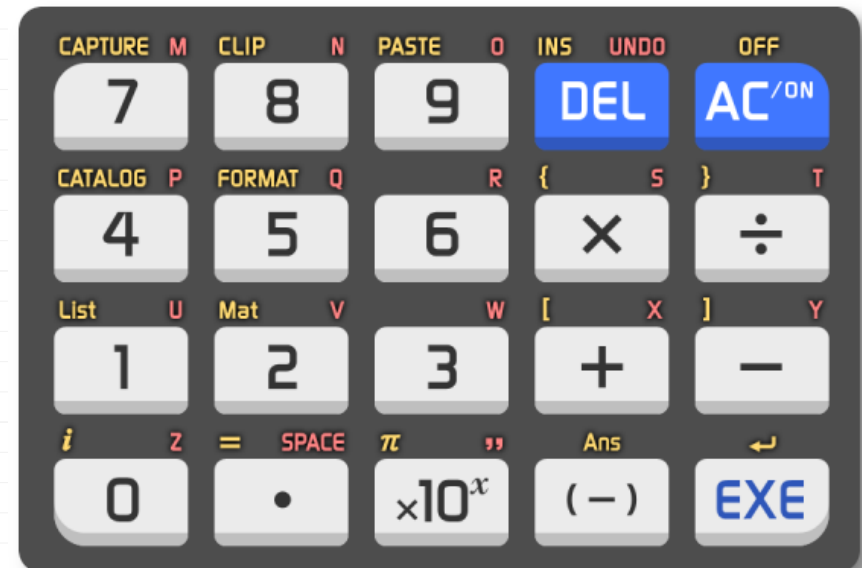 CAPTURE M CLIP N PASTE O INS UNDO OFF
7 8 9 DEL AC/ON
CATALOG P FORMAT Q R { S } T
4 5 6 × ÷
List U Mat V W [ X ] Y
1 2 3 + −
i Z = SPACE π " Ans ↵
0 • ×10x (−) EXE